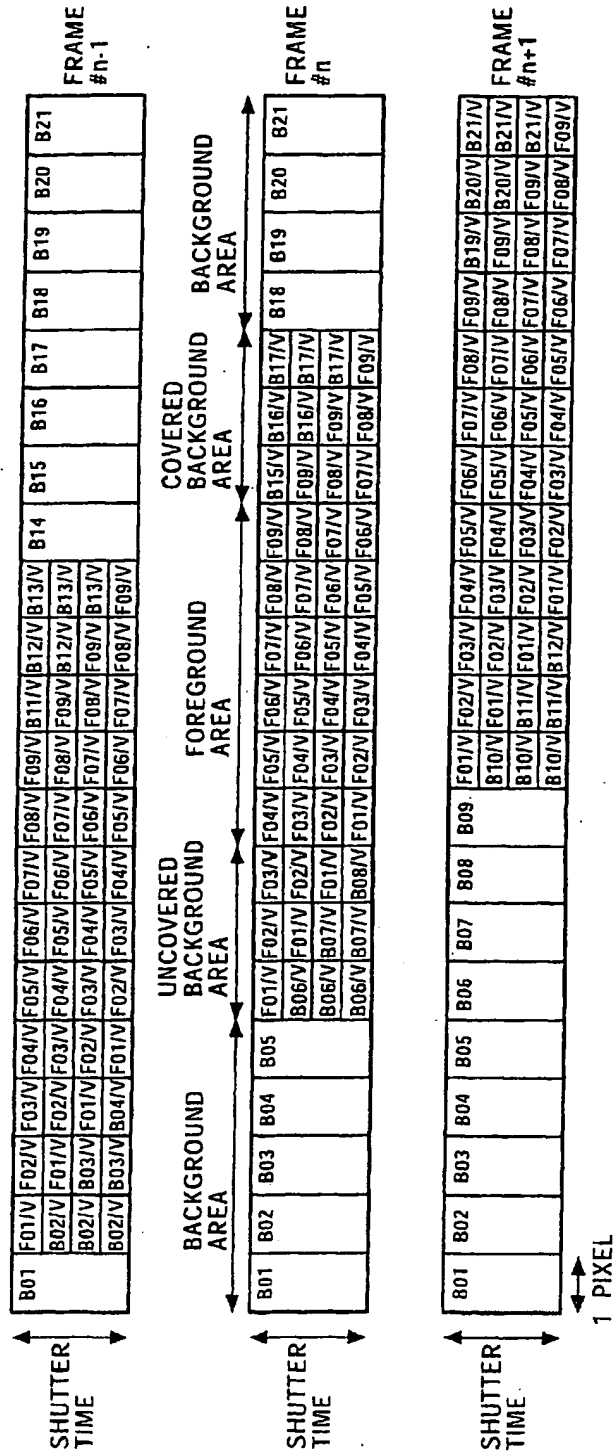 FRAME
#n-1
B01 F01/V F02/V F03/V F04/V F05/V F06/V F07/V F08/V F09/V B11/V B12/V B13/V B14 B15 B16 B17 B18 B19 B20 B21
B02/V F01/V F02/V F03/V F04/V F05/V F06/V F07/V F08/V F09/V B12/V B13/V
B02/V B03/V F01/V F02/V F03/V F04/V F05/V F06/V F07/V F08/V F09/V B13/V
B02/V B03/V B04/V F01/V F02/V F03/V F04/V F05/V F06/V F07/V F08/V F09/V
SHUTTER
TIME
BACKGROUND
AREA
UNCOVERED
BACKGROUND
AREA
FOREGROUND
AREA
COVERED
BACKGROUND
AREA
BACKGROUND
AREA
FRAME
#n
B01 B02 B03 B04 B05 F01/V F02/V F03/V F04/V F05/V F06/V F07/V F08/V F09/V B15/V B16/V B17/V B18 B19 B20 B21
B06/V F01/V F02/V F03/V F04/V F05/V F06/V F07/V F08/V F09/V B16/V B17/V
B06/V B07/V F01/V F02/V F03/V F04/V F05/V F06/V F07/V F08/V F09/V B17/V
B06/V B07/V B08/V F01/V F02/V F03/V F04/V F05/V F06/V F07/V F08/V F09/V
SHUTTER
TIME
FRAME
#n+1
B01 B02 B03 B04 B05 B06 B07 B08 B09 F01/V F02/V F03/V F04/V F05/V F06/V F07/V F08/V F09/V B19/V B20/V B21/V
B10/V F01/V F02/V F03/V F04/V F05/V F06/V F07/V F08/V F09/V B20/V B21/V
B10/V B11/V F01/V F02/V F03/V F04/V F05/V F06/V F07/V F08/V F09/V B21/V
B10/V B11/V B12/V F01/V F02/V F03/V F04/V F05/V F06/V F07/V F08/V F09/V
SHUTTER
TIME
1 PIXEL